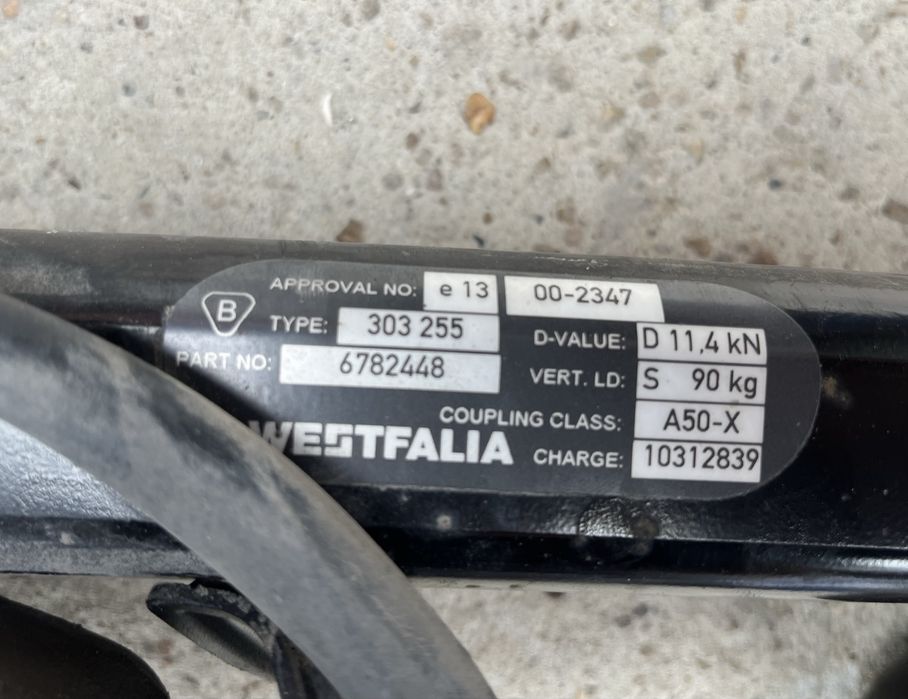 B
APPROVAL NO: e 13 00-2347
TYPE: 303 255
PART NO: 6782448
D-VALUE: D 11,4 kN
VERT. LD: S 90 kg
COUPLING CLASS: A50-X
WESTFALIA
CHARGE: 10312839